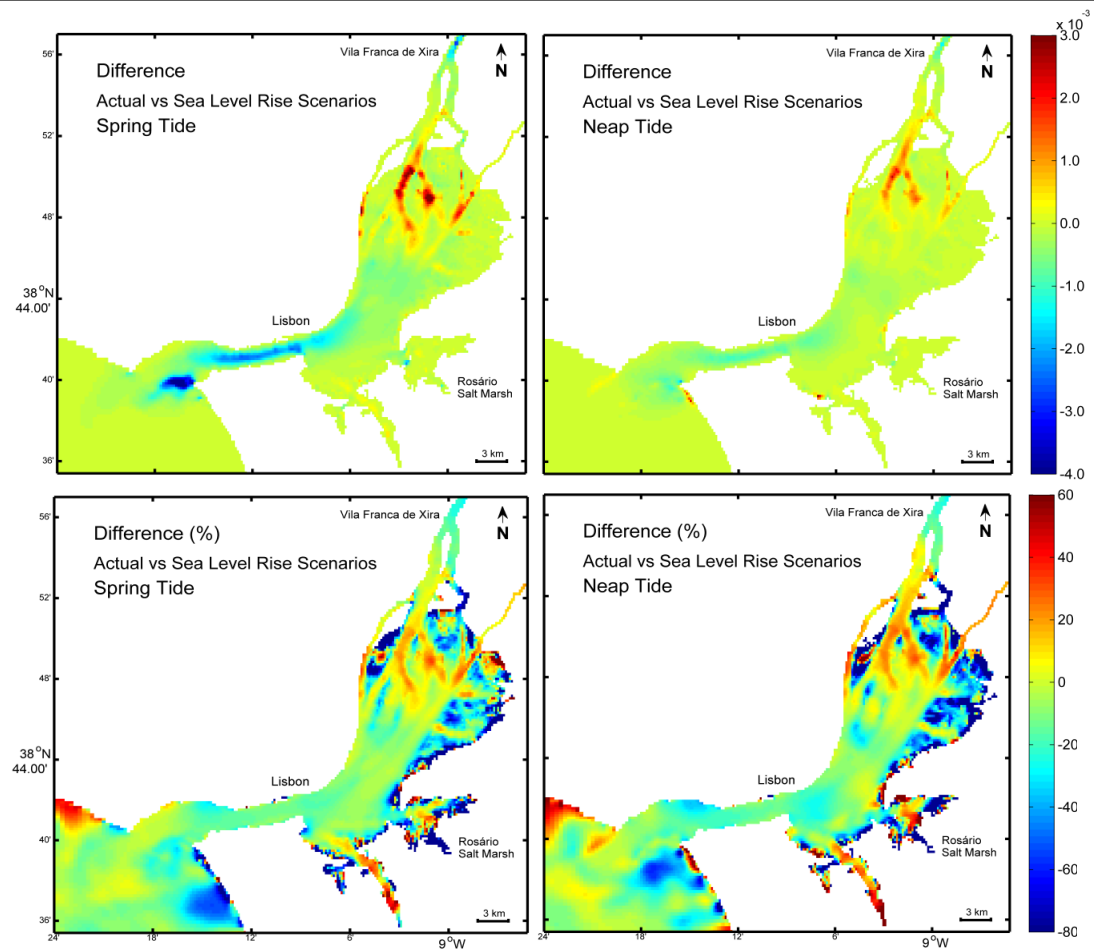 Vila Franca de Xira
N
Difference
Actual vs Sea Level Rise Scenarios
Spring Tide
Lisbon
Rosário
Salt Marsh
3 km
56'
52'
48'
38°N
44.00'
40'
36'
Vila Franca de Xira
N
Difference
Actual vs Sea Level Rise Scenarios
Neap Tide
Lisbon
Rosário
Salt Marsh
3 km
x 10⁻³
3.0
2.0
1.0
0.0
-1.0
-2.0
-3.0
-4.0
Vila Franca de Xira
N
Difference (%)
Actual vs Sea Level Rise Scenarios
Spring Tide
Lisbon
Rosário
Salt Marsh
3 km
56'
52'
48'
38°N
44.00'
40'
36'
24'
18'
12'
6'
9°W
Vila Franca de Xira
N
Difference (%)
Actual vs Sea Level Rise Scenarios
Neap Tide
Lisbon
Rosário
Salt Marsh
3 km
24'
18'
12'
6'
9°W
60
40
20
0
-20
-40
-60
-80